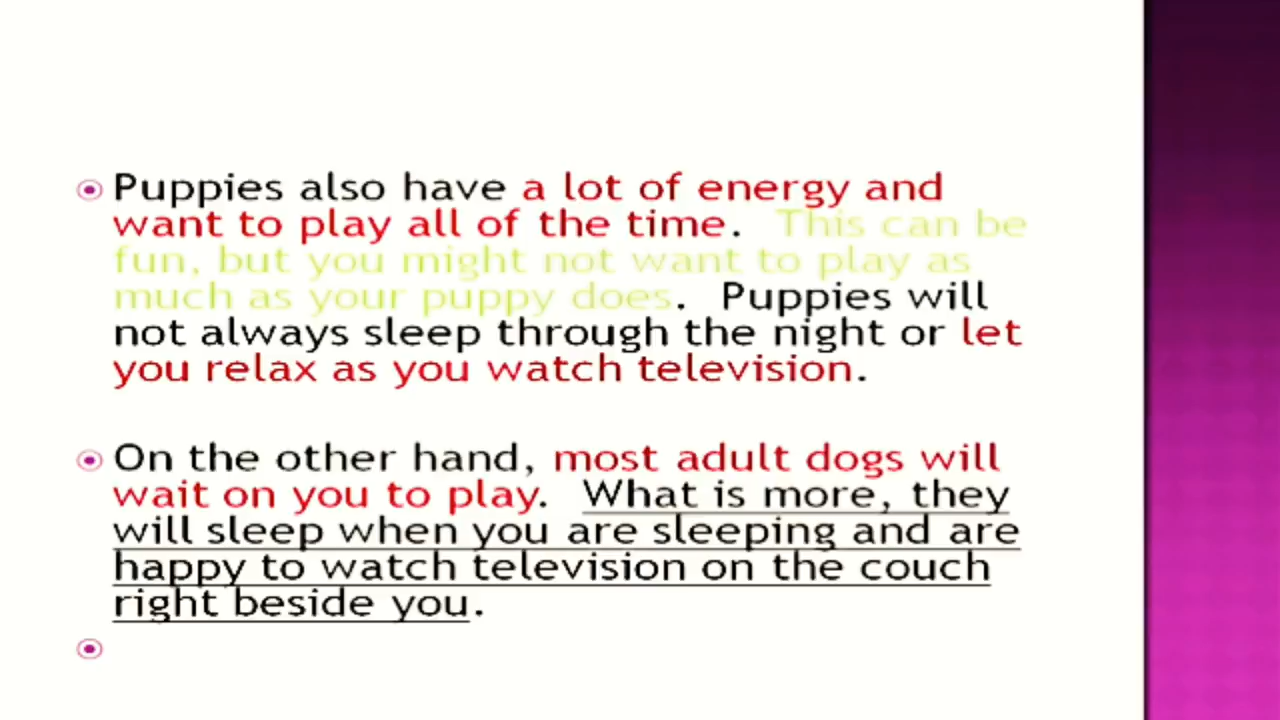 Puppies also have a lot of energy and
want to play all of the time.  This can be
fun, but you might not want to play as
much as your puppy does.  Puppies will
not always sleep through the night or let
you relax as you watch television.
On the other hand, most adult dogs will
wait on you to play.  What is more, they
will sleep when you are sleeping and are
happy to watch television on the couch
right beside you.